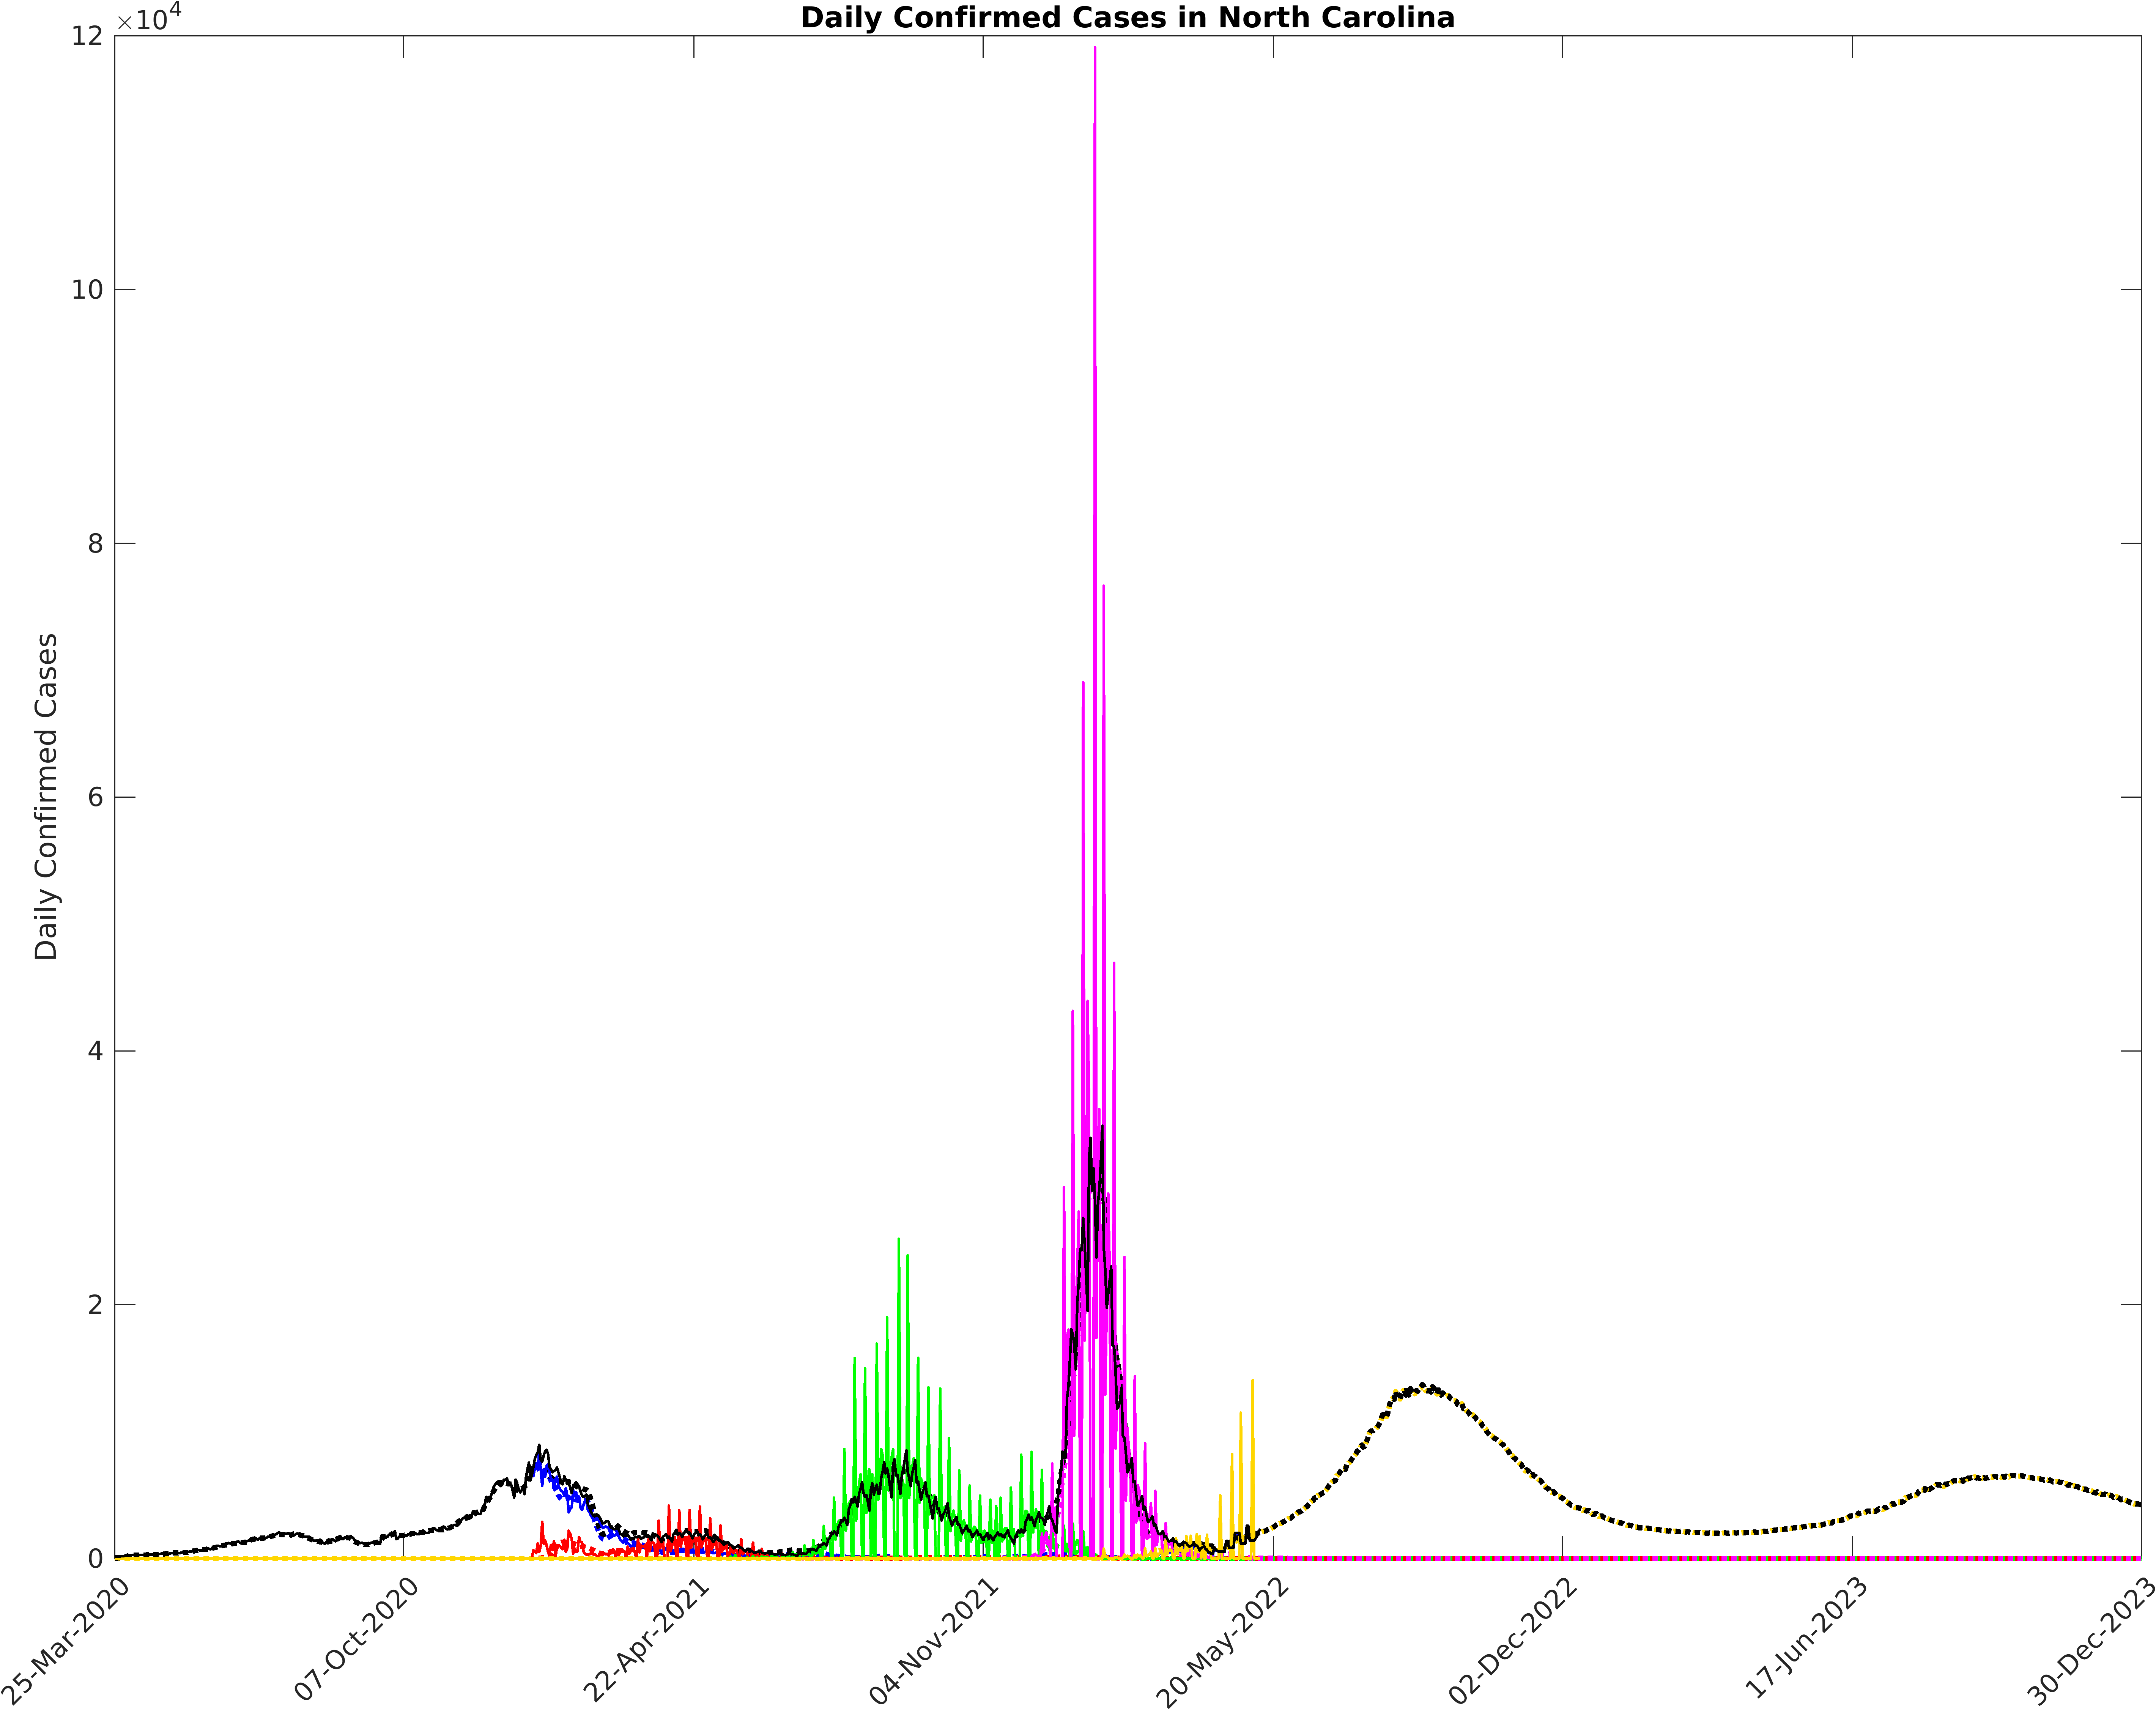 Daily Confirmed Cases in North Carolina
×10⁴
12
10
8
6
4
2
0
Daily Confirmed Cases
25-Mar-2020
07-Oct-2020
22-Apr-2021
04-Nov-2021
20-May-2022
02-Dec-2022
17-Jun-2023
30-Dec-2023